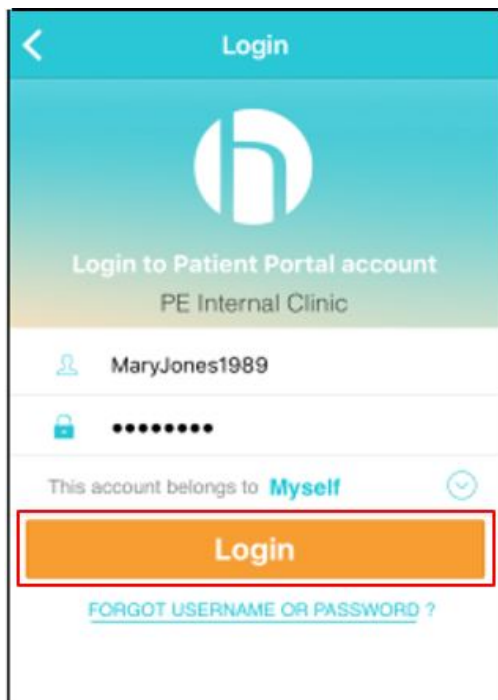 Login
Login to Patient Portal account
PE Internal Clinic
MaryJones1989
••••••••
This account belongs to Myself
Login
FORGOT USERNAME OR PASSWORD ?